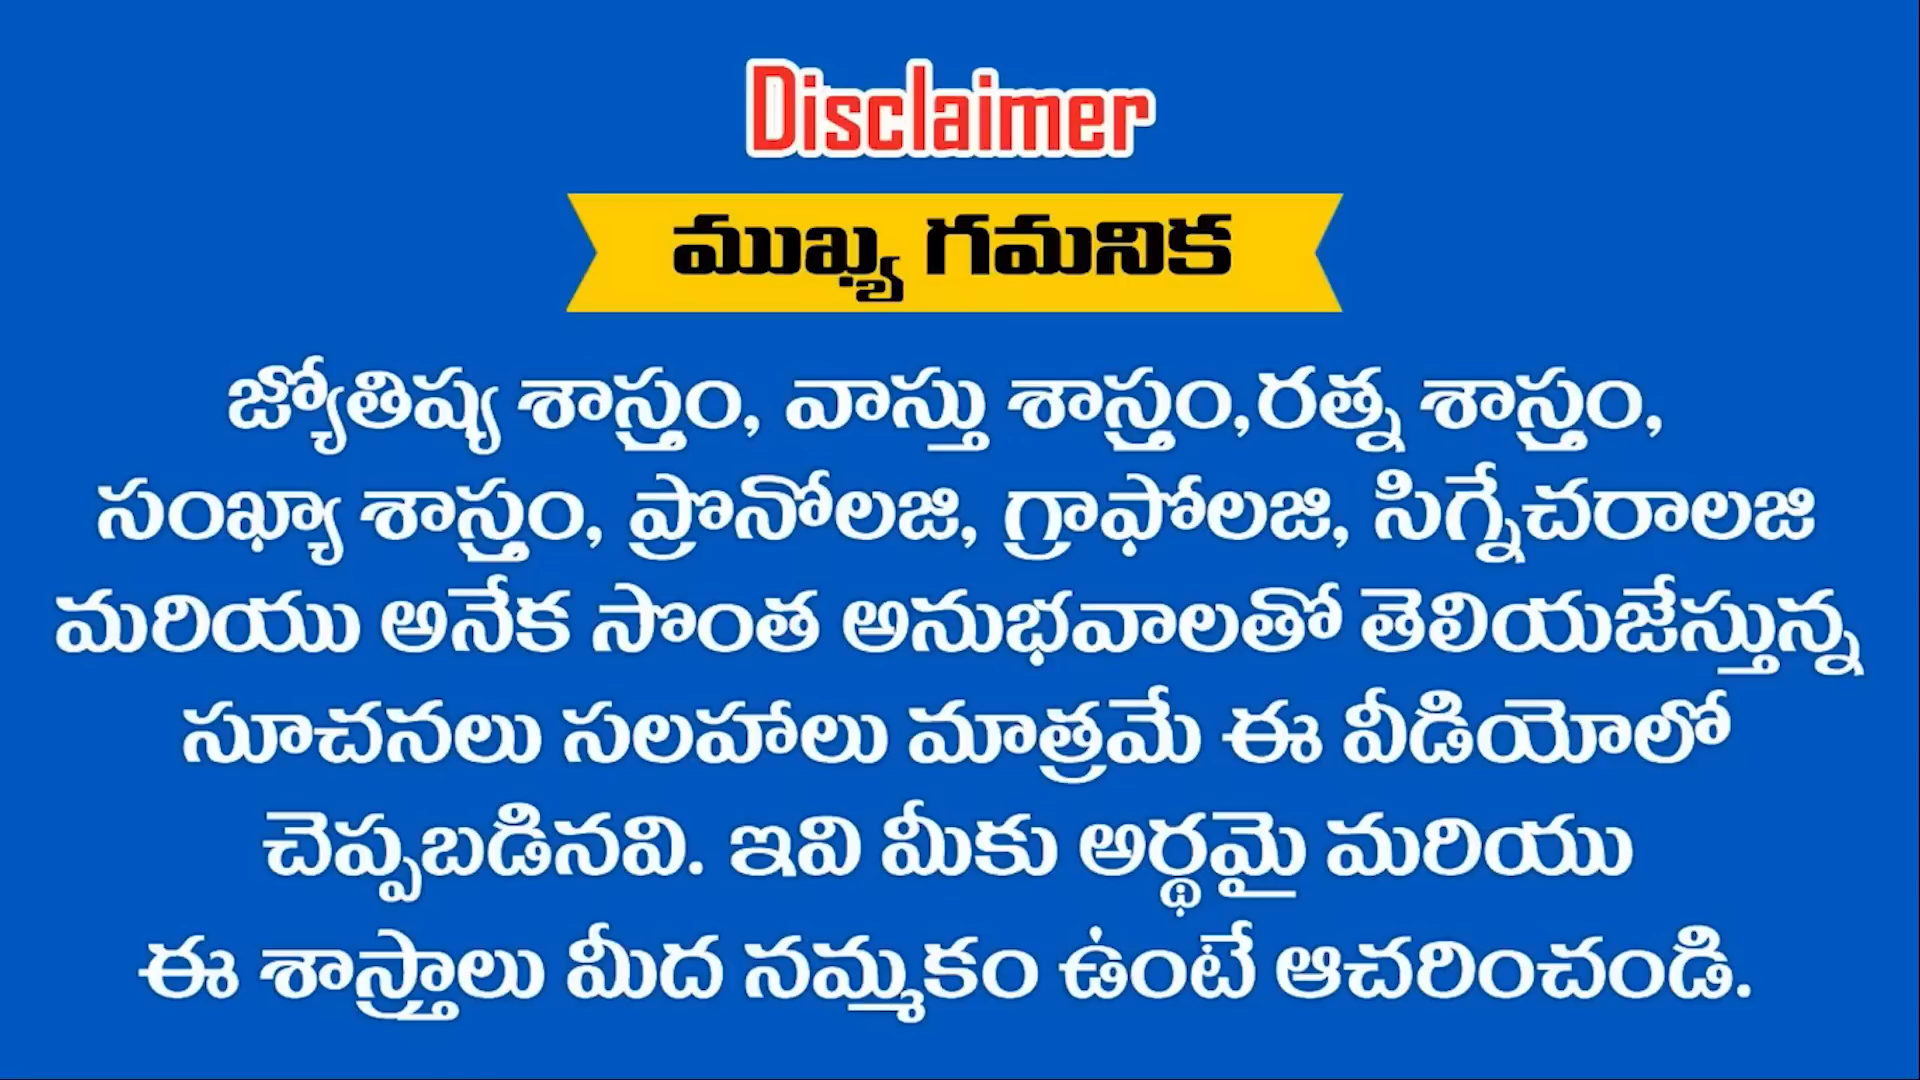 Disclaimer
ముఖ్య గమనిక
జ్యోతిష్య శాస్త్రం, వాస్తు శాస్త్రం,రత్న శాస్త్రం,
సంఖ్యా శాస్త్రం, ప్రొనోలజి, గ్రాఫోలజి, సిగ్నేచరాలజి
మరియు అనేక సొంత అనుభవాలతో తెలియజేస్తున్న
సూచనలు సలహాలు మాత్రమే ఈ వీడియోలో
చెప్పబడినవి. ఇవి మీకు అర్థమై మరియు
ఈ శాస్త్రాలు మీద నమ్మకం ఉంటే ఆచరించండి.